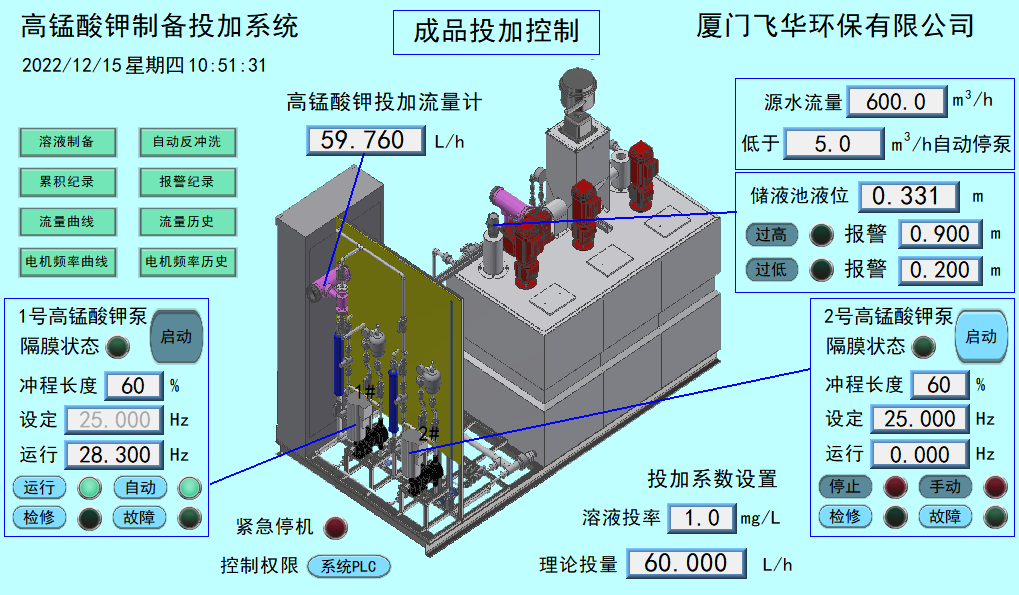 高锰酸钾制备投加系统
成品投加控制
厦门飞华环保有限公司
2022/12/15 星期四 10:51:31
高锰酸钾投加流量计
59.760 L/h
源水流量 600.0 m³/h
低于 5.0 m³/h自动停泵
溶液制备 自动反冲洗
累积纪录 报警纪录
流量曲线 流量历史
电机频率曲线 电机频率历史
储液池液位 0.331 m
过高 报警 0.900 m
过低 报警 0.200 m
1号高锰酸钾泵
隔膜状态 启动
冲程长度 60 %
设定 25.000 Hz
运行 28.300 Hz
运行 自动
检修 故障
1#
2#
2号高锰酸钾泵
隔膜状态 启动
冲程长度 60 %
设定 25.000 Hz
运行 0.000 Hz
停止 手动
检修 故障
紧急停机
控制权限 系统PLC
投加系数设置
溶液投率 1.0 mg/L
理论投量 60.000 L/h